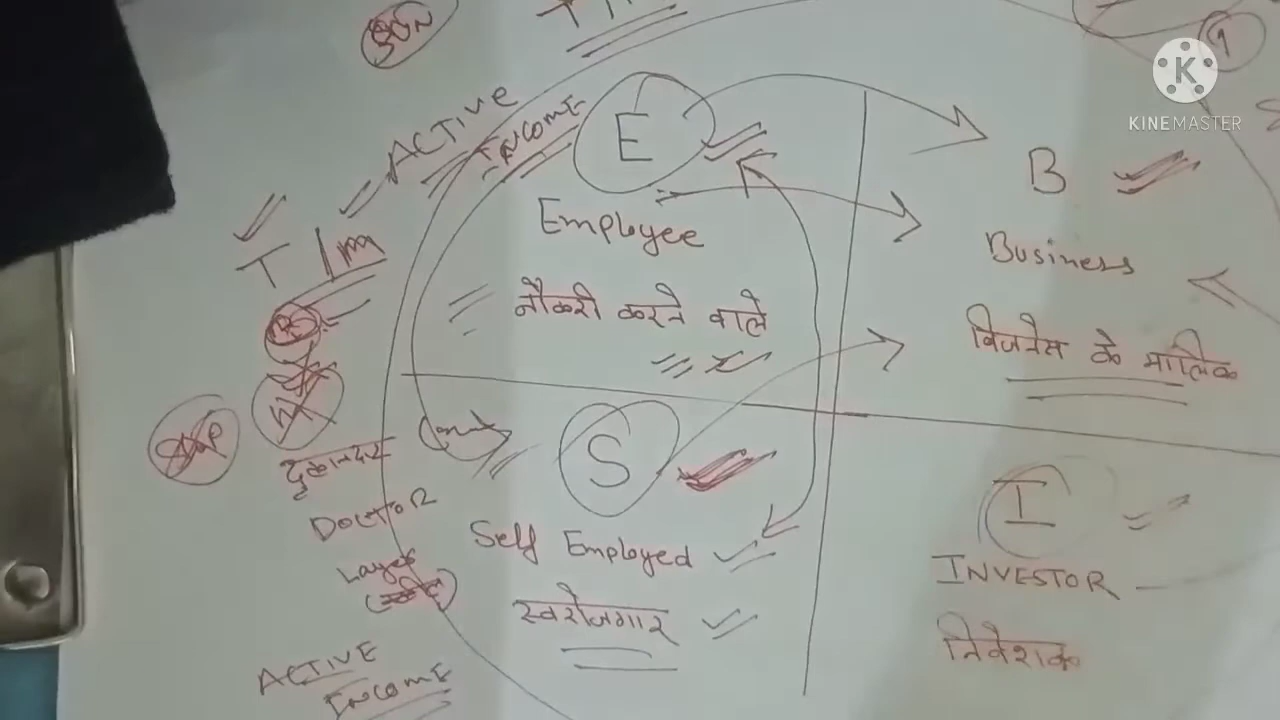 SUN
ACTIVE
INCOME
E
Employee
नौकरी करने वाले
B
Business
बिजनेस के मालिक
T / m
दुकानदार
DOCTOR
Layer
S
Self Employed
स्वरोजगार
I
INVESTOR
निवेशक
ACTIVE
INCOME
K
KINEMASTER